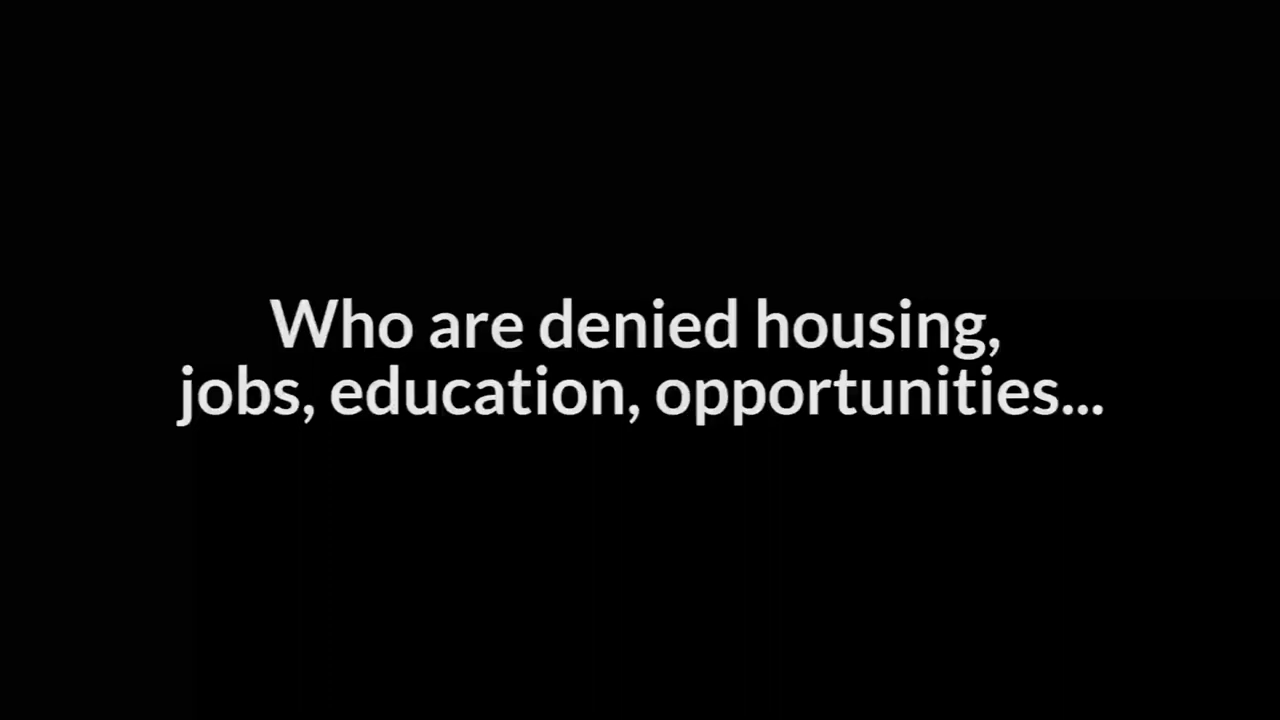 Who are denied housing,
jobs, education, opportunities...